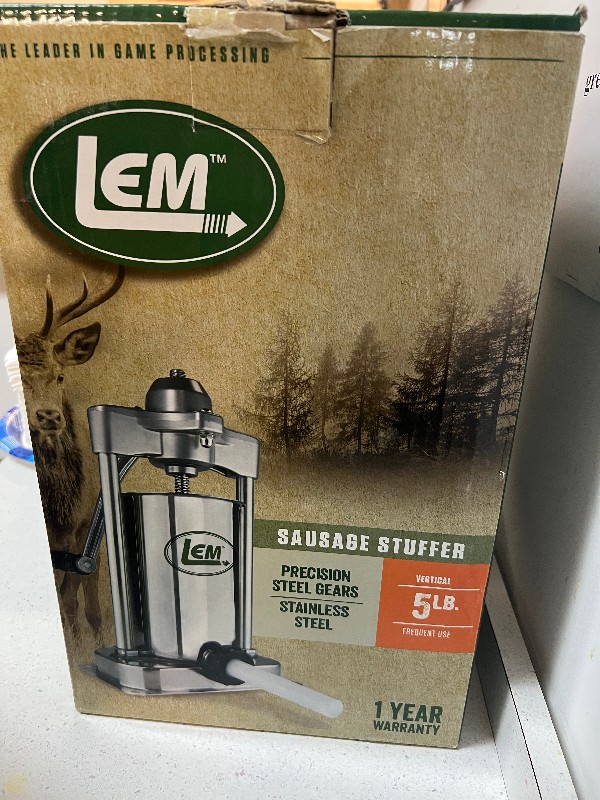 HE LEADER IN GAME PROCESSING
LEM™
LEM
SAUSAGE STUFFER
PRECISION
STEEL GEARS
STAINLESS
STEEL
VERTICAL
5 LB.
FREQUENT USE
1 YEAR
WARRANTY